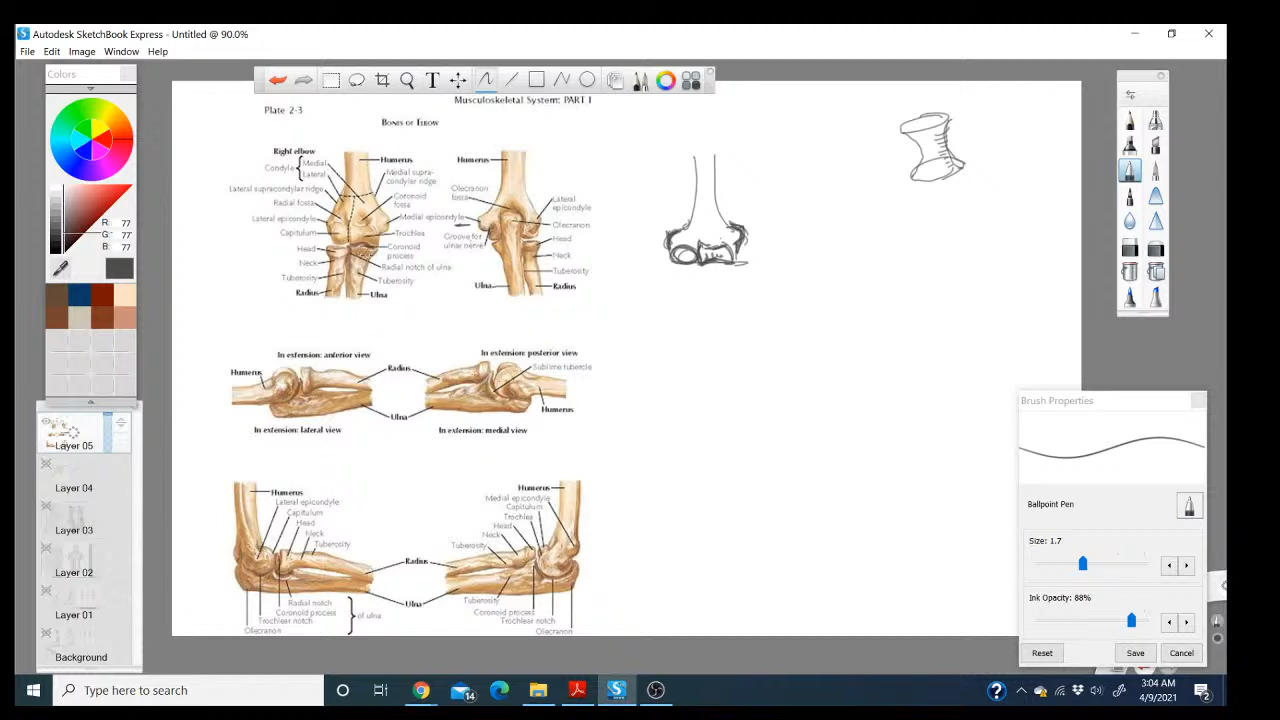 Autodesk SketchBook Express - Untitled @ 90.0%
File Edit Image Window Help
Colors
R: 77
G: 77
B: 77
Layer 05
Layer 04
Layer 03
Layer 02
Layer 01
Background
Musculoskeletal System: PART I
Plate 2-3
Bones of Elbow
Right elbow
Condyle
Medial
Lateral
Humerus
Lateral supracondylar ridge
Medial supra-
condylar ridge
Radial fossa
Coronoid
fossa
Lateral epicondyle
Medial epicondyle
Capitulum
Trochlea
Head
Coronoid
process
Neck
Radial notch of ulna
Tuberosity
Tuberosity
Radius
Ulna
Humerus
Olecranon
fossa
Lateral
epicondyle
Olecranon
Groove for
ulnar nerve
Head
Neck
Tuberosity
Ulna
Radius
In extension: anterior view
In extension: posterior view
Humerus
Radius
Sublime tubercle
Ulna
Humerus
In extension: lateral view
In extension: medial view
Humerus
Lateral epicondyle
Capitulum
Head
Neck
Tuberosity
Radius
Ulna
Radial notch
Coronoid process
Trochlear notch
Olecranon
of ulna
Humerus
Medial epicondyle
Capitulum
Trochlea
Head
Neck
Tuberosity
Tuberosity
Coronoid process
Trochlear notch
Olecranon
Brush Properties
Ballpoint Pen
Size: 1.7
Ink Opacity: 88%
Reset Save Cancel
Type here to search
14
3:04 AM
4/9/2021
2